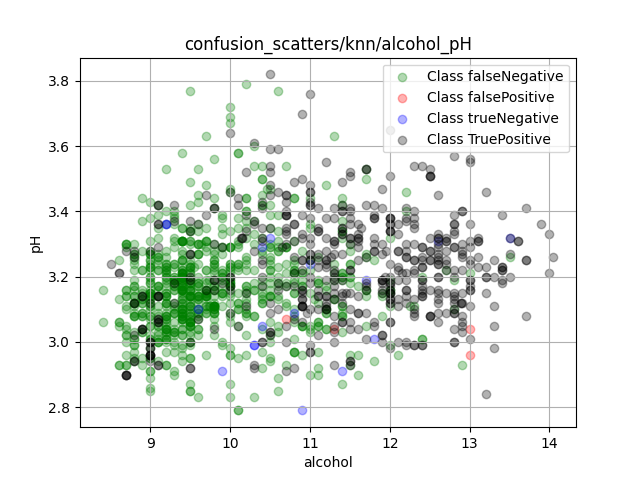 confusion_scatters/knn/alcohol_pH
Class falseNegative
Class falsePositive
Class trueNegative
Class TruePositive
3.8
3.6
3.4
3.2
3.0
2.8
pH
9 10 11 12 13 14
alcohol